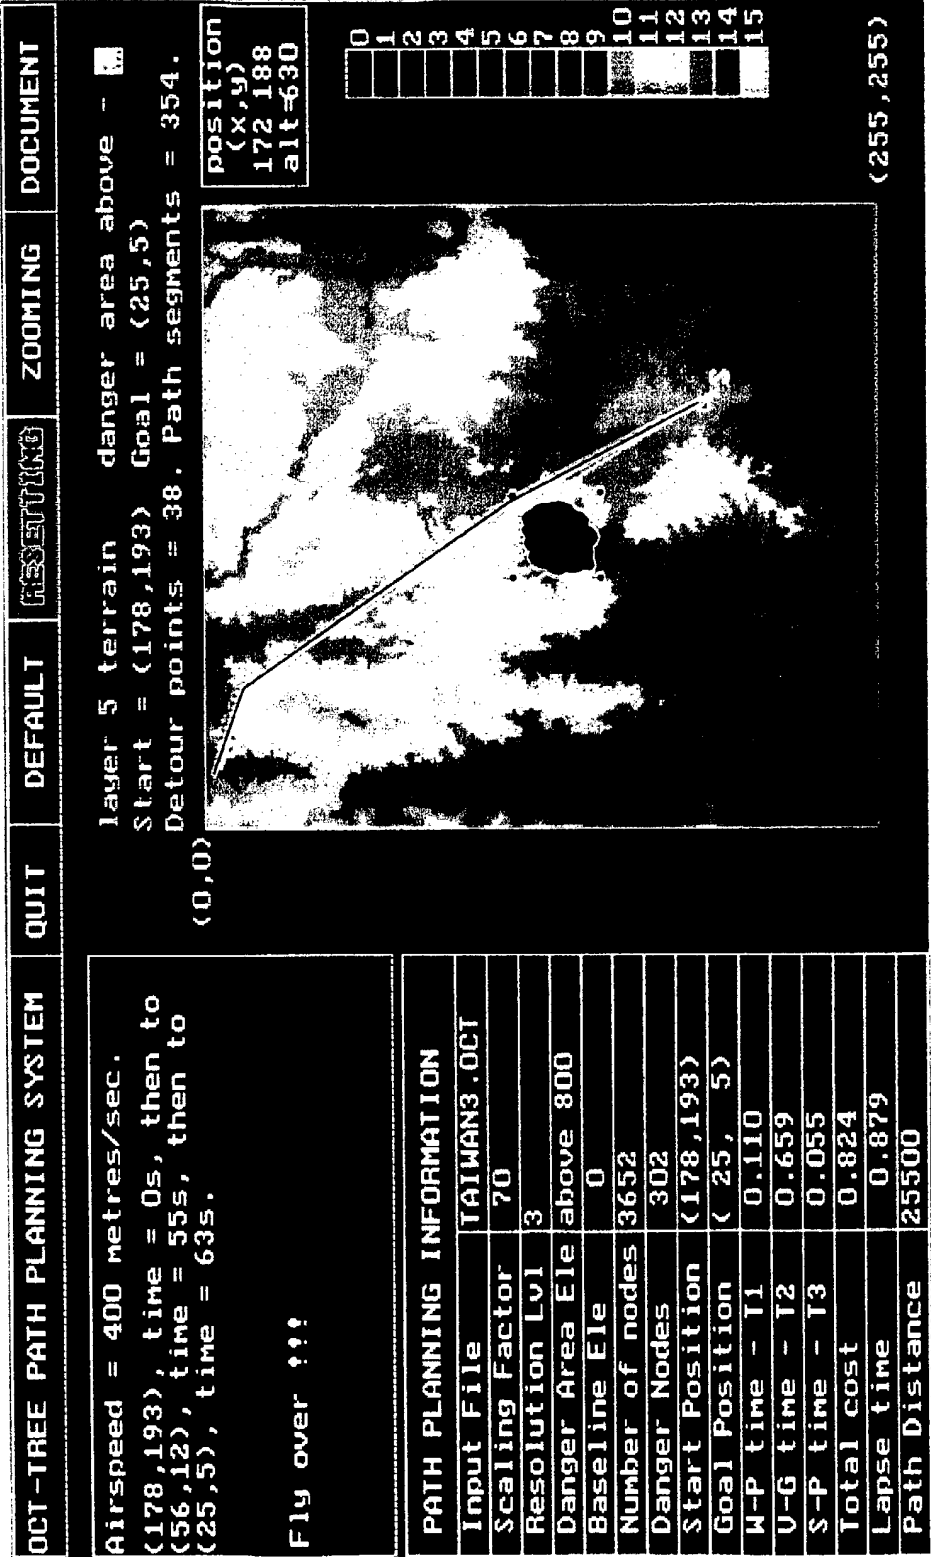 OCT-TREE PATH PLANNING SYSTEM QUIT DEFAULT RESETTING ZOOMING DOCUMENT
Airspeed = 400 metres/sec.
(178,193), time = 0s, then to
(56,12), time = 55s, then to
(25,5), time = 63s.
Fly over !!!
PATH PLANNING INFORMATION
Input File TAIWAN3.OCT
Scaling Factor 70
Resolution Lvl 3
Danger Area Ele above 800
Baseline Ele 0
Number of nodes 3652
Danger Nodes 302
Start Position (178,193)
Goal Position ( 25, 5)
W-P time - T1 0.110
V-G time - T2 0.659
S-P time - T3 0.055
Total cost 0.824
Lapse time 0.879
Path Distance 25500
layer 5 terrain danger area above -
Start = (178,193) Goal = (25,5)
Detour points = 38. Path segments = 354.
(0,0)
S
position
(x,y)
172 188
alt=630
0
1
2
3
4
5
6
7
8
9
10
11
12
13
14
15
(255,255)